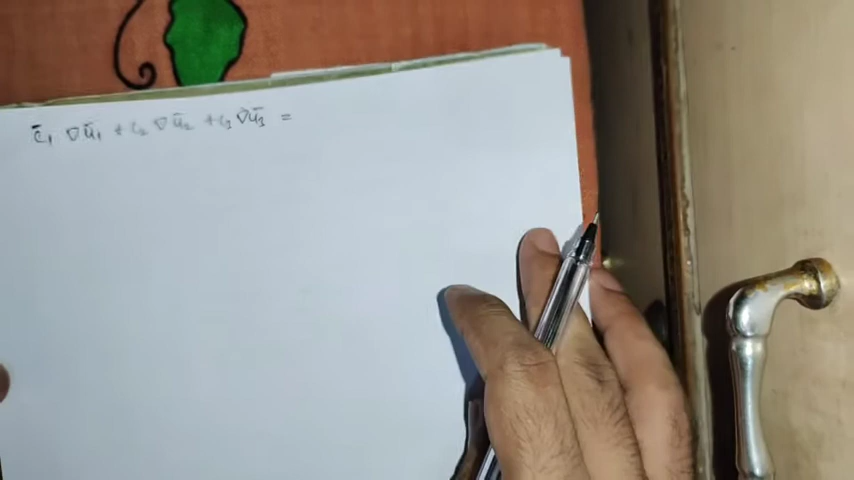 c̄₁ ∇ū₁ + c₂ ∇ū₂ + c₃ ∇ū₃ =